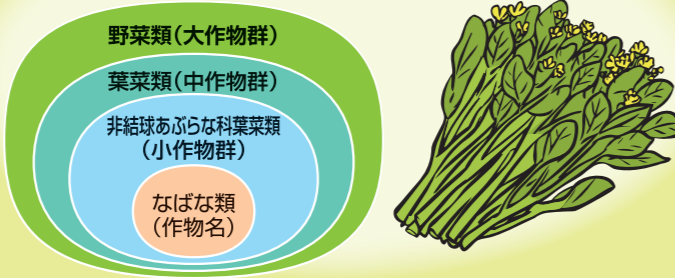 野菜類（大作物群）
葉菜類（中作物群）
非結球あぶらな科葉菜類
（小作物群）
なばな類
（作物名）